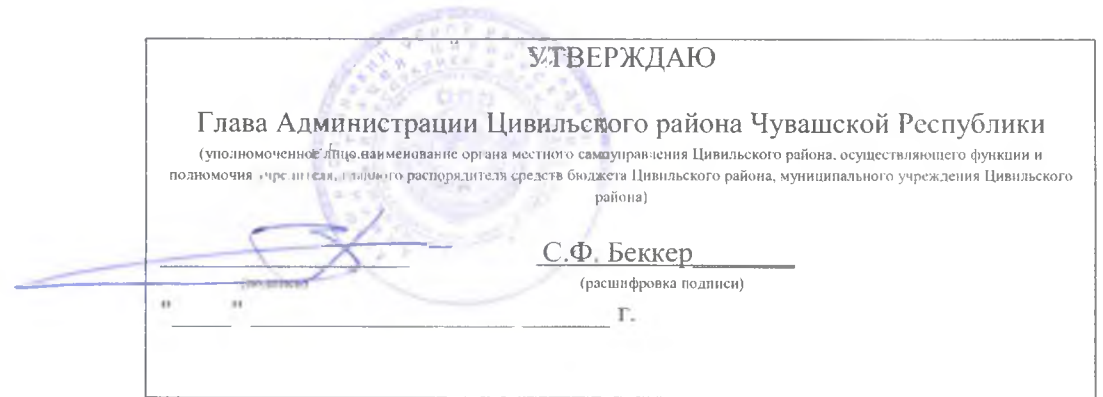 УТВЕРЖДАЮ
Глава Администрации Цивильского района Чувашской Республики
(уполномоченное лицо, наименование органа местного самоуправления Цивильского района, осуществляющего функции и
полномочия учредителя, главного распорядителя средств бюджета Цивильского района, муниципального учреждения Цивильского
района)
С.Ф. Беккер
(подпись) (расшифровка подписи)
" " г.